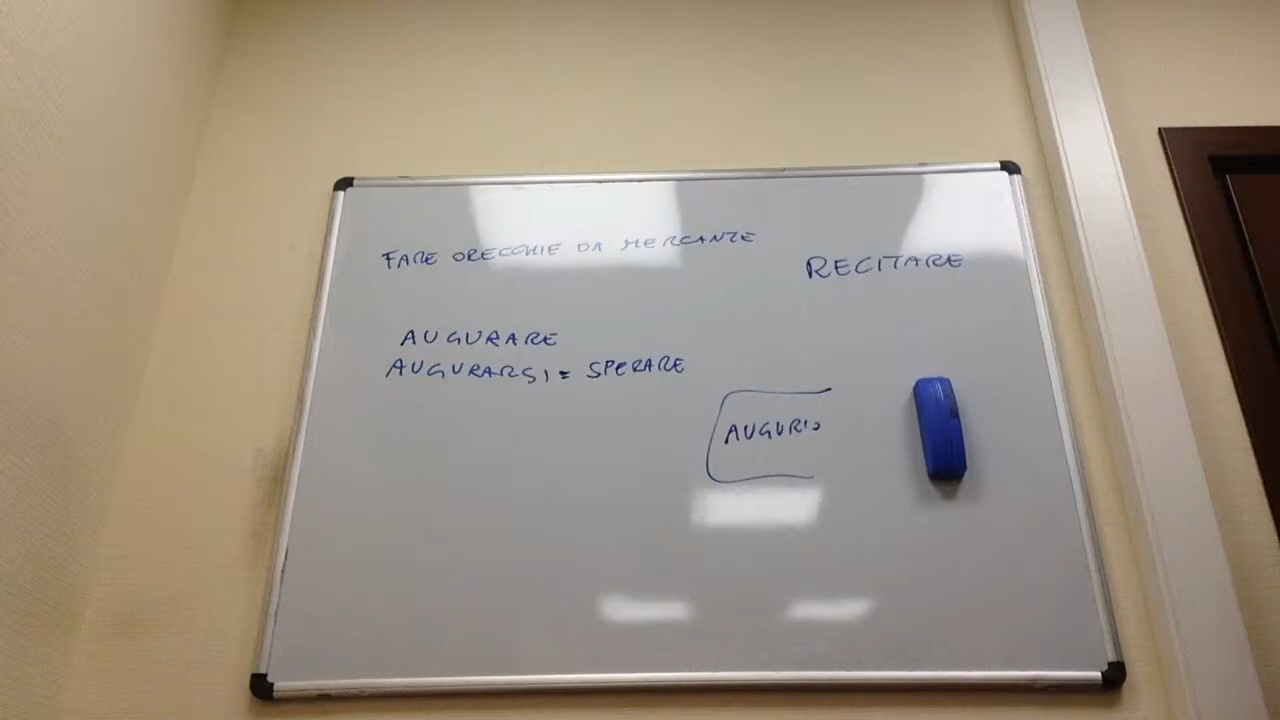 FARE ORECCHIE DA MERCANTE
RECITARE
AUGURARE
AUGURARSI = SPERARE
AUGURIO